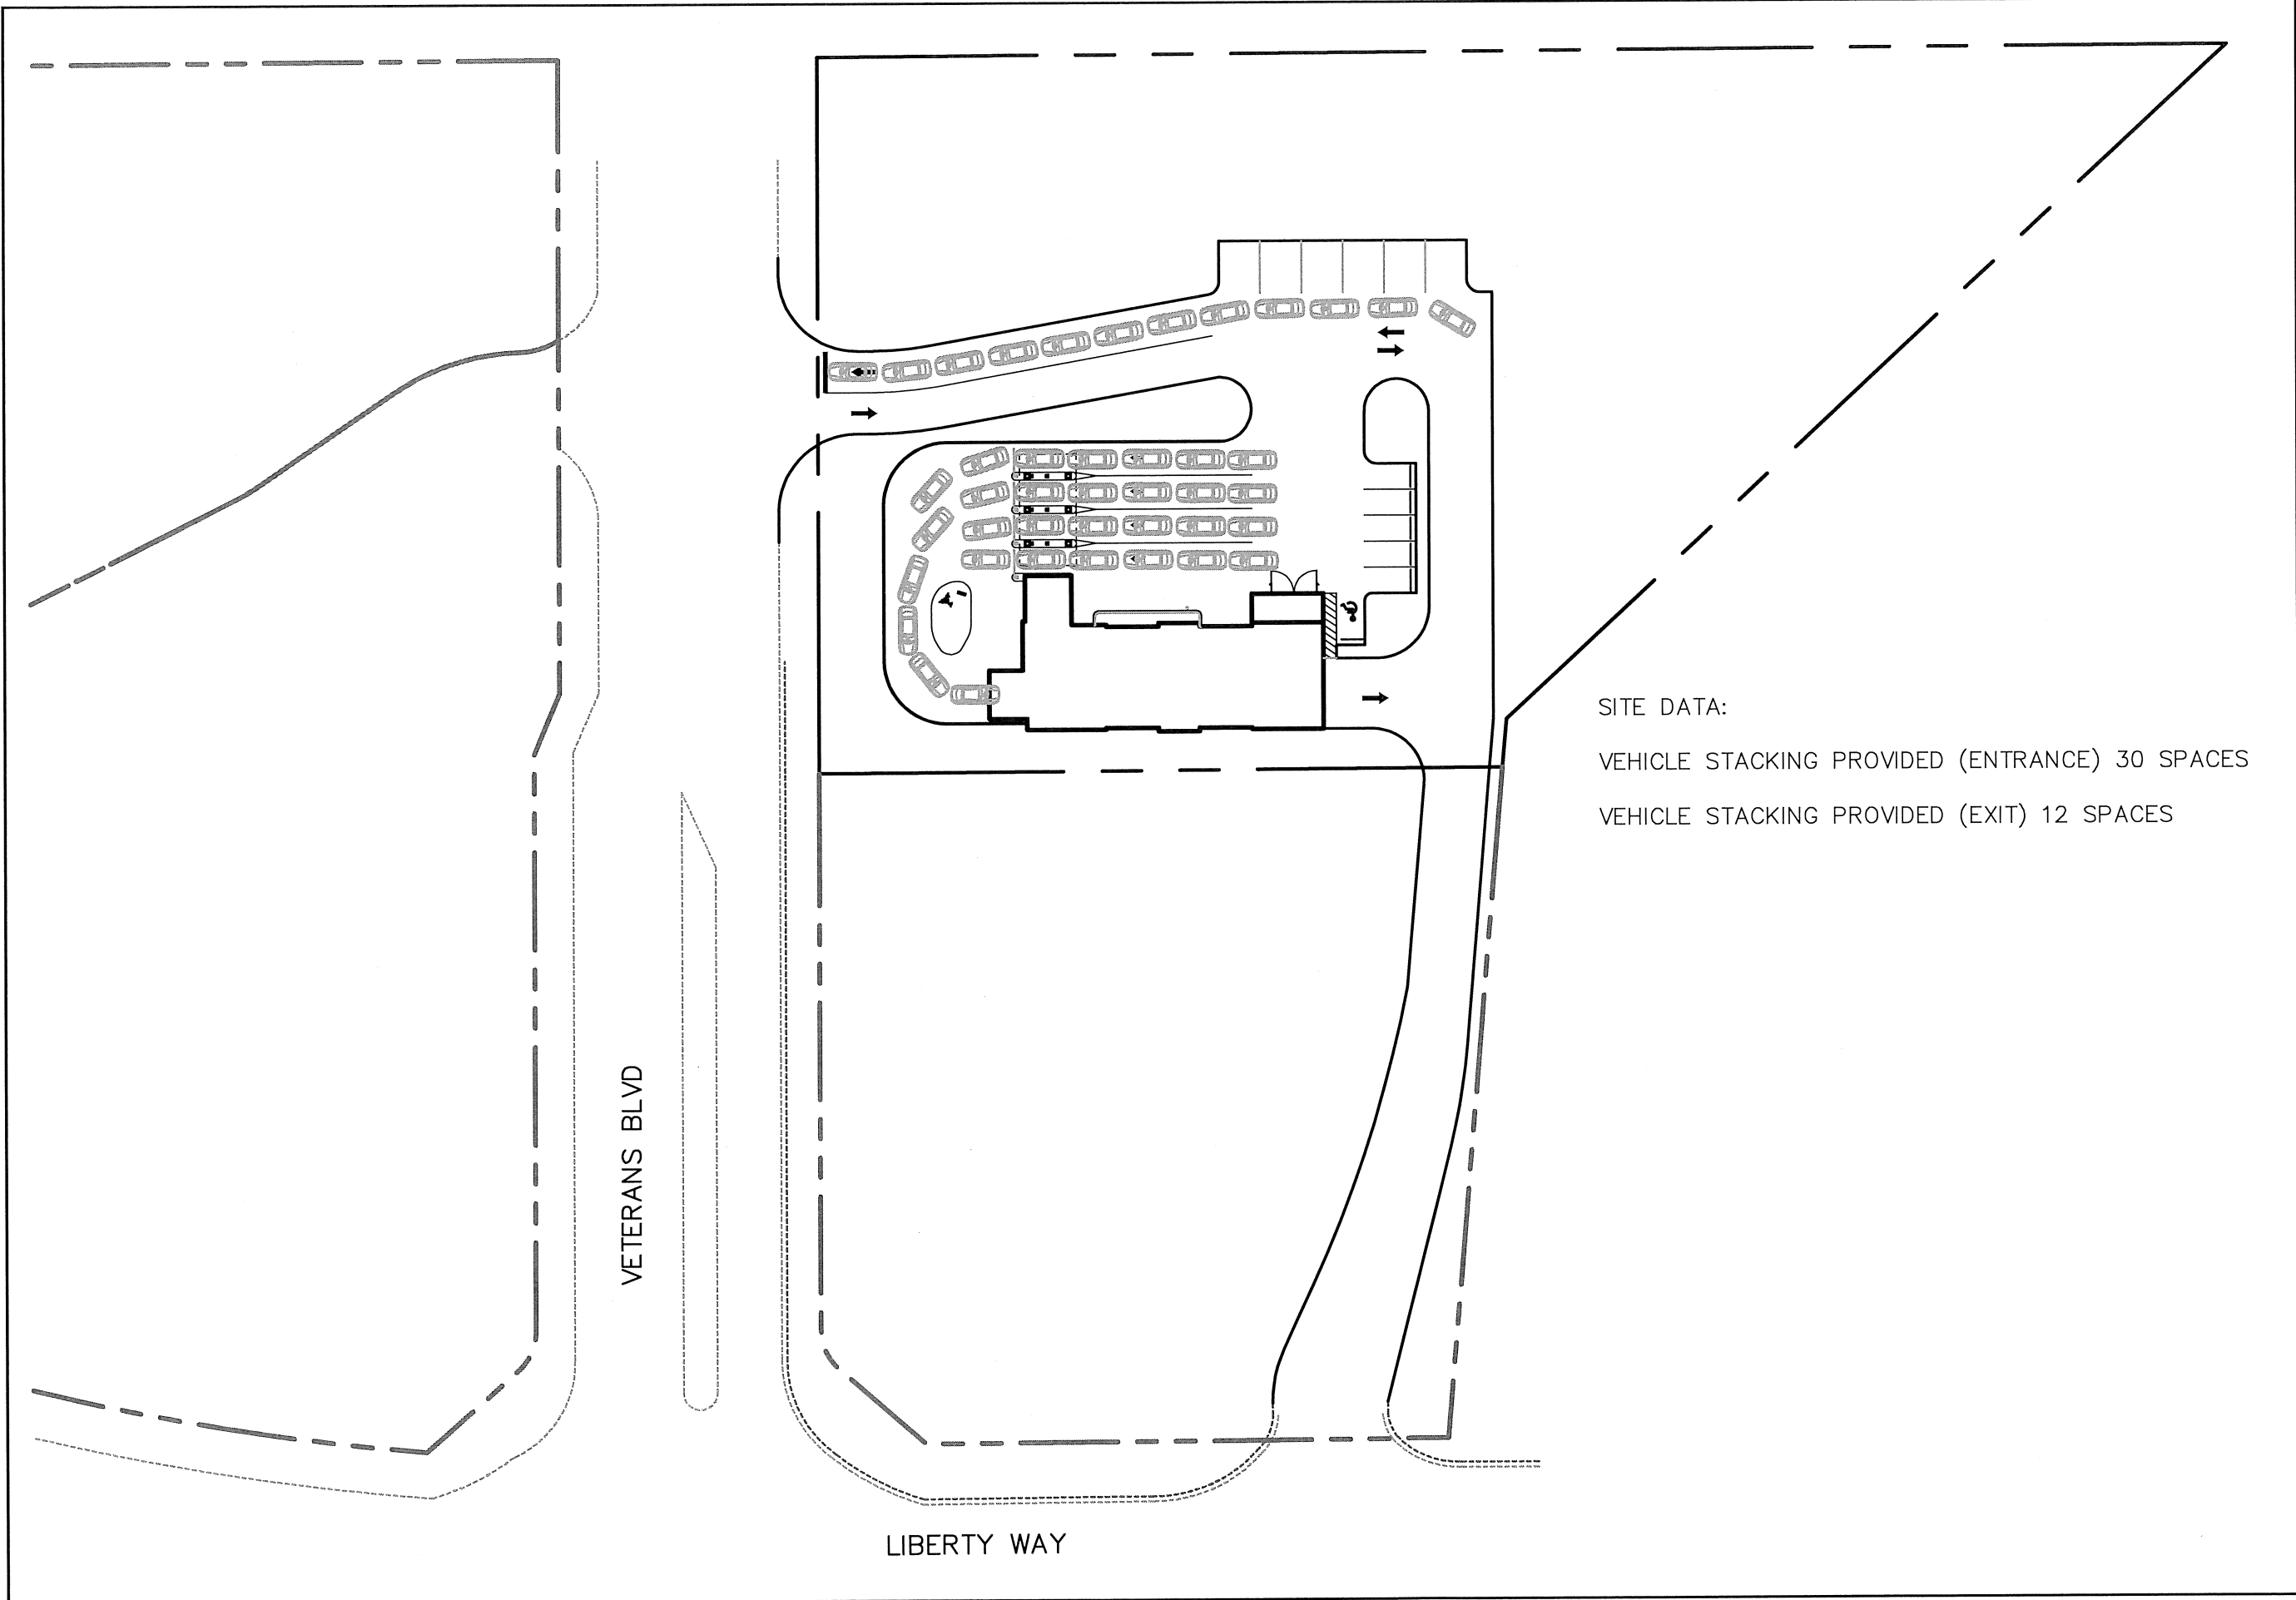 SITE DATA:
VEHICLE STACKING PROVIDED (ENTRANCE) 30 SPACES
VEHICLE STACKING PROVIDED (EXIT) 12 SPACES
VETERANS BLVD
LIBERTY WAY